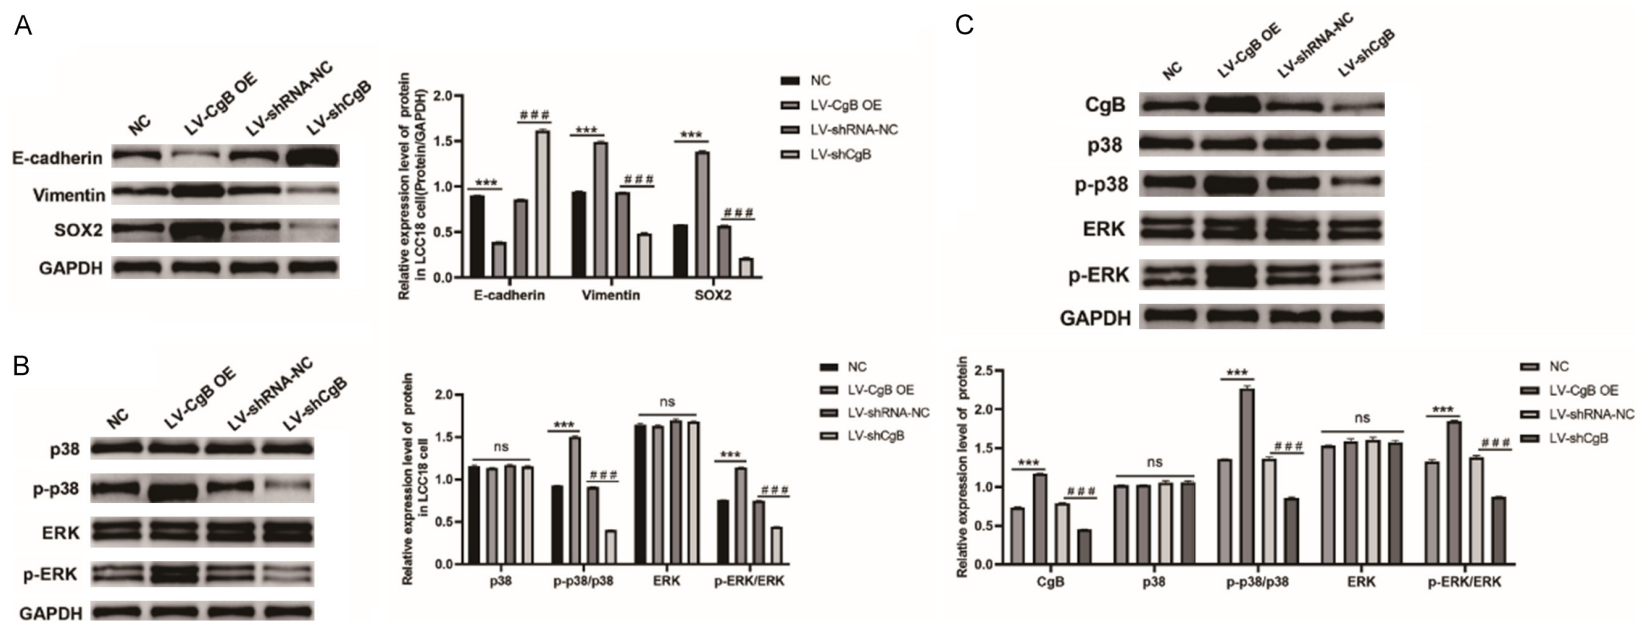 A
NC
LV-CgB OE
LV-shRNA-NC
LV-shCgB
E-cadherin
Vimentin
SOX2
GAPDH
Relative expression level of protein
in LCC18 cell(Protein/GAPDH)
2.0
1.5
1.0
0.5
0.0
***
###
***
###
***
###
E-cadherin
Vimentin
SOX2
NC
LV-CgB OE
LV-shRNA-NC
LV-shCgB
B
NC
LV-CgB OE
LV-shRNA-NC
LV-shCgB
p38
p-p38
ERK
p-ERK
GAPDH
Relative expression level of protein
in LCC18 cell
2.0
1.5
1.0
0.5
0.0
ns
***
###
ns
***
###
p38
p-p38/p38
ERK
p-ERK/ERK
NC
LV-CgB OE
LV-shRNA-NC
LV-shCgB
C
NC
LV-CgB OE
LV-shRNA-NC
LV-shCgB
CgB
p38
p-p38
ERK
p-ERK
GAPDH
Relative expression level of protein
2.5
2.0
1.5
1.0
0.5
0.0
***
###
ns
***
###
ns
***
###
CgB
p38
p-p38/p38
ERK
p-ERK/ERK
NC
LV-CgB OE
LV-shRNA-NC
LV-shCgB